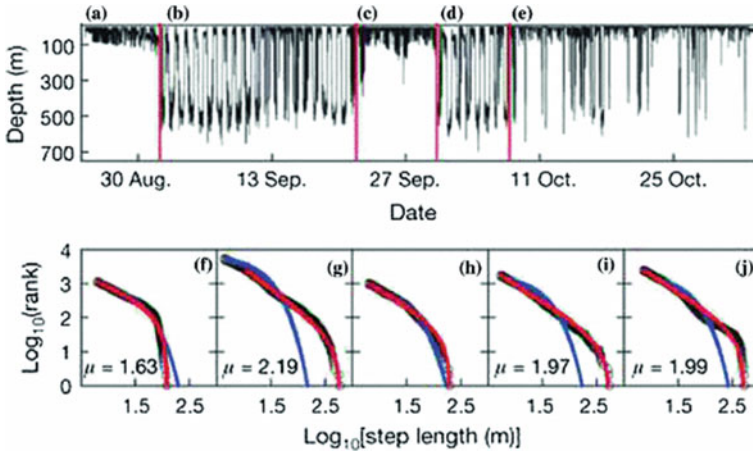 (a) (b) (c) (d) (e)
Depth (m)
100
300
500
700
30 Aug. 13 Sep. 27 Sep. 11 Oct. 25 Oct.
Date
(f) (g) (h) (i) (j)
Log10(rank)
4
3
2
1
0
μ = 1.63 μ = 2.19 μ = 1.97 μ = 1.99
1.5 2.5 1.5 2.5 1.5 2.5 1.5 2.5 1.5 2.5
Log10[step length (m)]